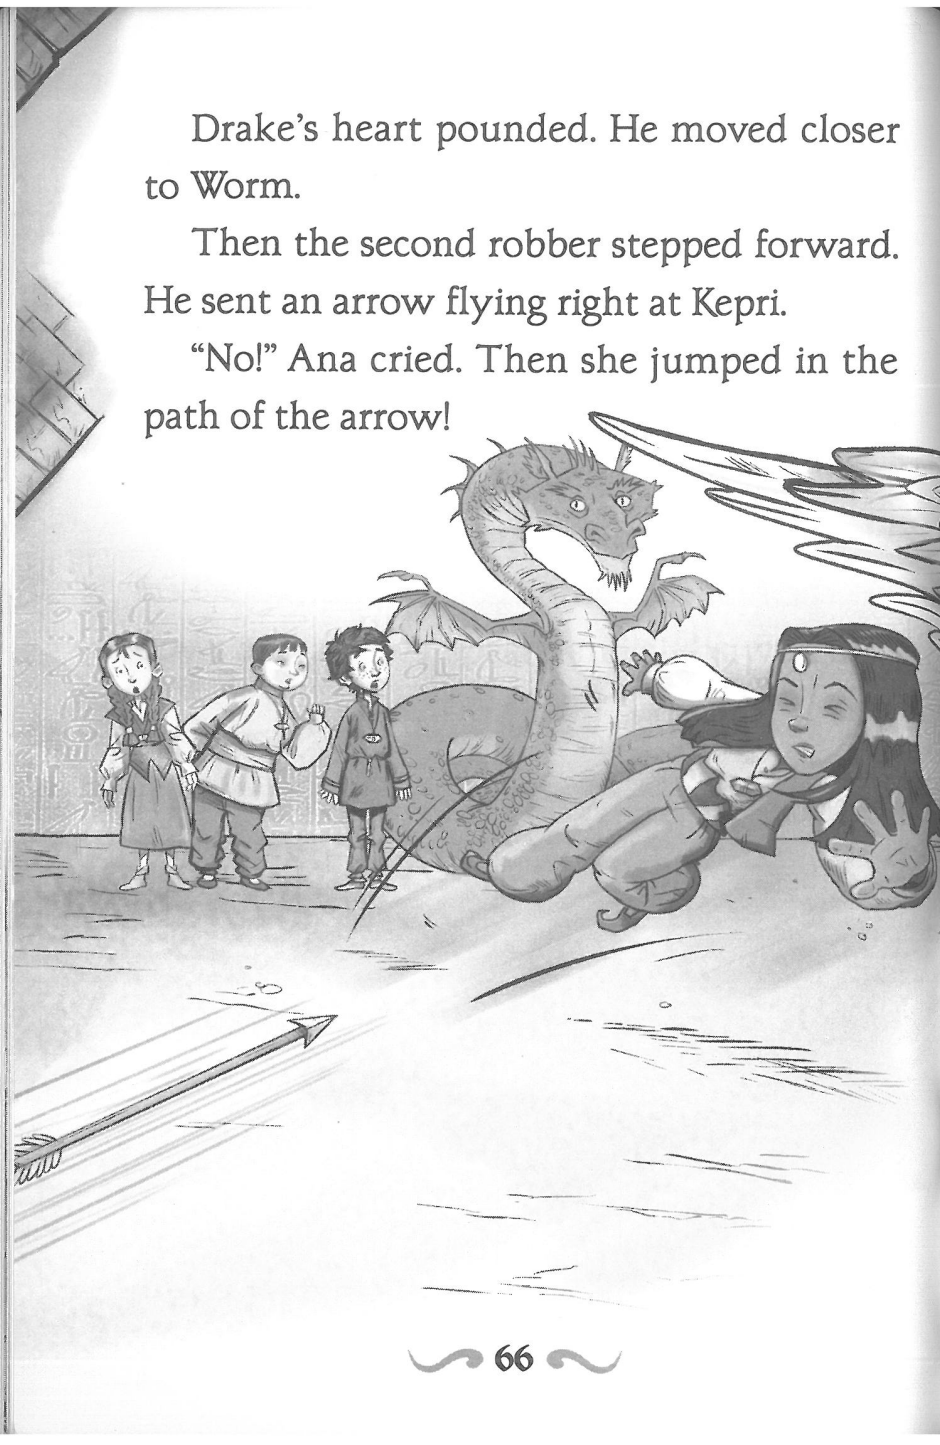 Drake’s heart pounded. He moved closer
to Worm.
Then the second robber stepped forward.
He sent an arrow flying right at Kepri.
“No!” Ana cried. Then she jumped in the
path of the arrow!
66